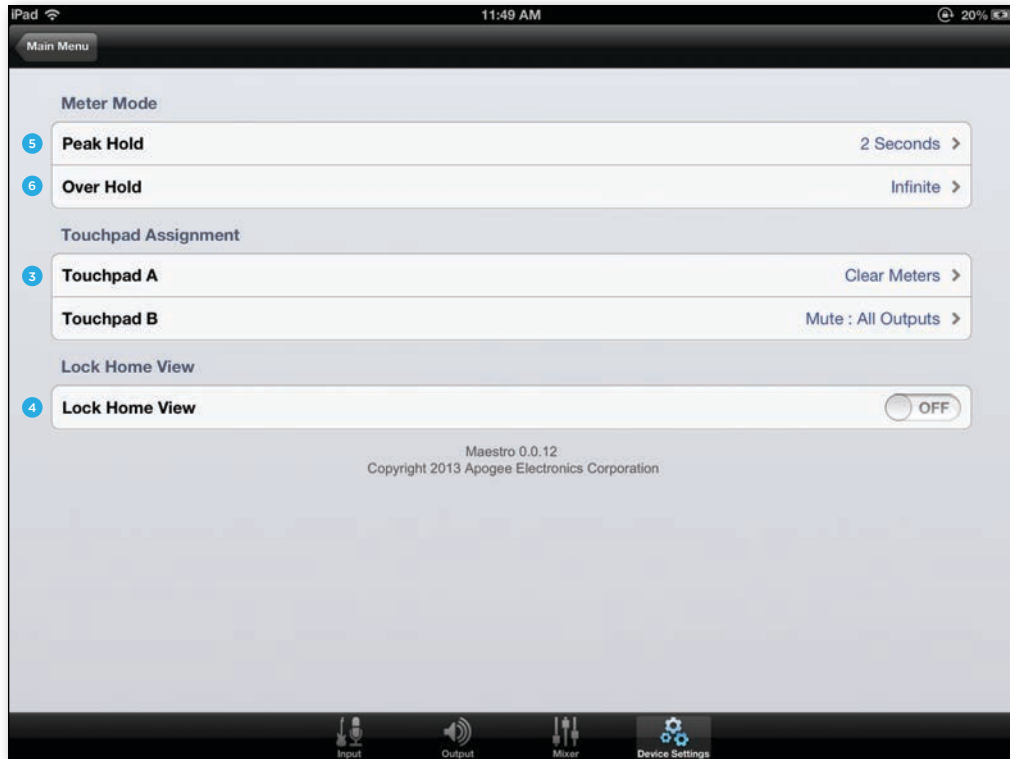 iPad 11:49 AM 20%
Main Menu
Meter Mode
5 Peak Hold 2 Seconds
6 Over Hold Infinite
Touchpad Assignment
3 Touchpad A Clear Meters
Touchpad B Mute : All Outputs
Lock Home View
4 Lock Home View OFF
Maestro 0.0.12
Copyright 2013 Apogee Electronics Corporation
Input Output Mixer Device Settings